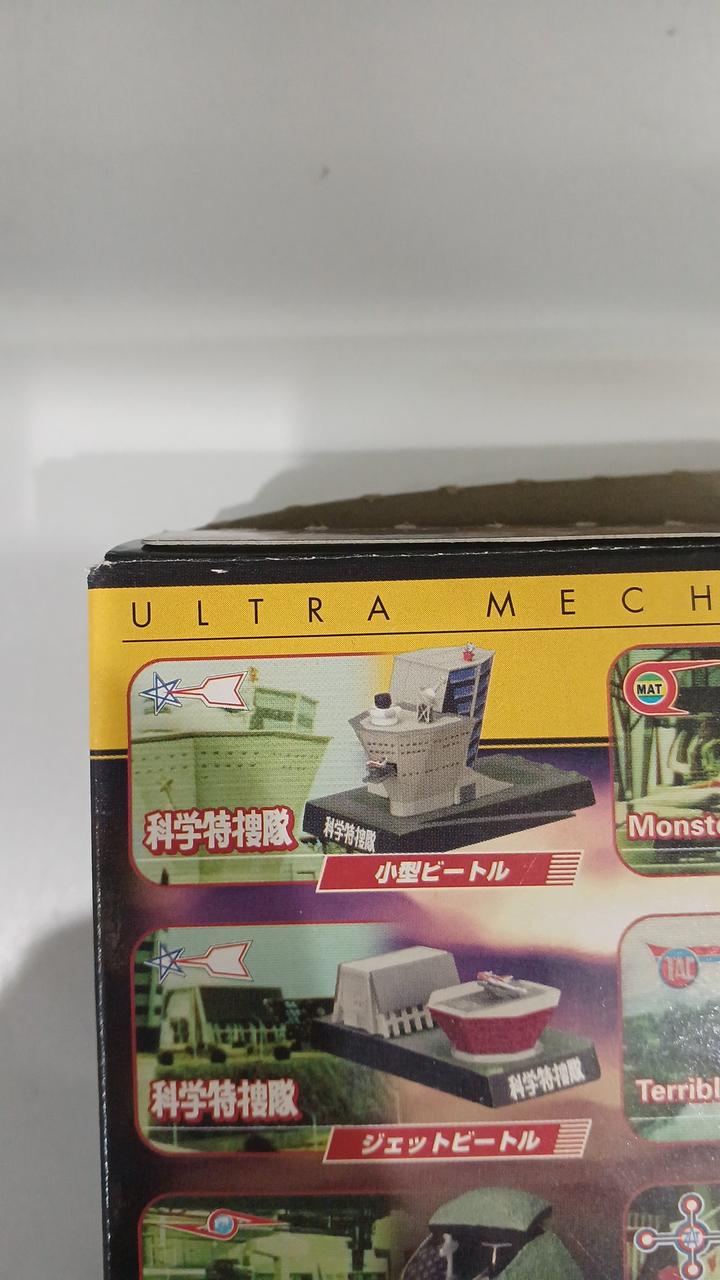 ULTRA MECH
科学特捜隊
科学特捜隊
小型ビートル
MAT
Monst
科学特捜隊
科学特捜隊
ジェットビートル
TAC
Terribl